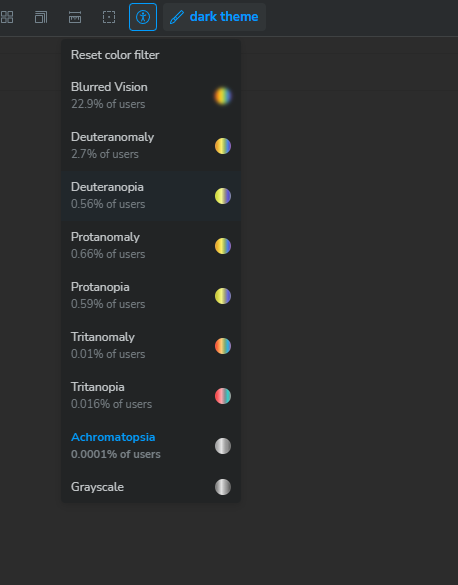 dark theme
Reset color filter
Blurred Vision
22.9% of users
Deuteranomaly
2.7% of users
Deuteranopia
0.56% of users
Protanomaly
0.66% of users
Protanopia
0.59% of users
Tritanomaly
0.01% of users
Tritanopia
0.016% of users
Achromatopsia
0.0001% of users
Grayscale